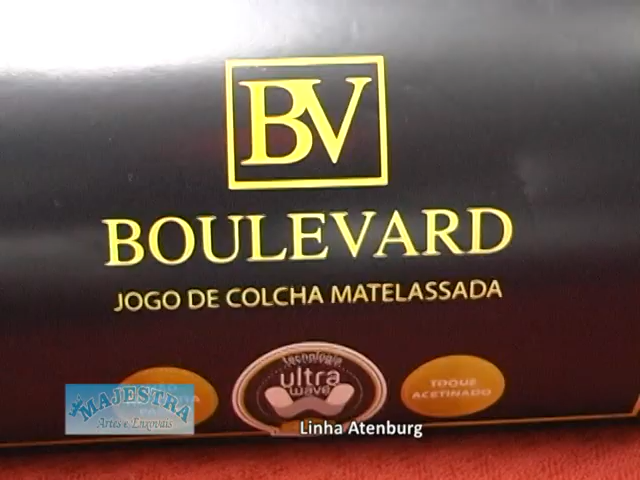 BV
BOULEVARD
JOGO DE COLCHA MATELASSADA
tecnologia
ultra
wave
TOQUE
ACETINADO
MAJESTRA
Artes e Enxovais
Linha Atenburg